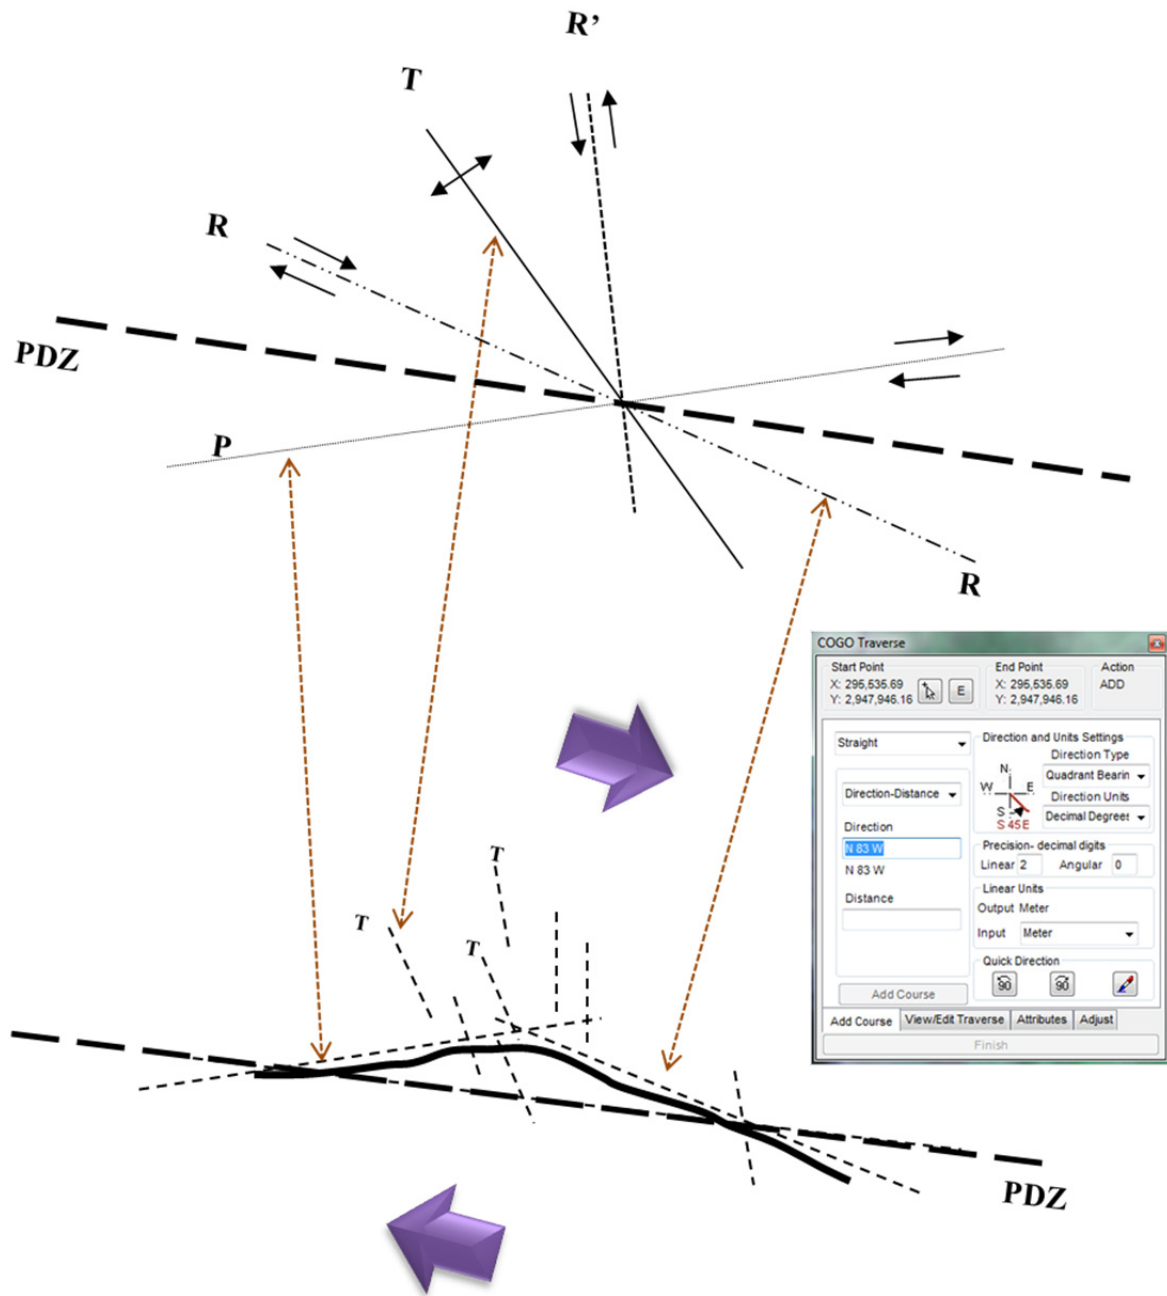 R’
T
R
PDZ
P
R
COGO Traverse
Start Point
X: 295,535.69
Y: 2,947,946.16
E
End Point
X: 295,535.69
Y: 2,947,946.16
Action
ADD
Straight
Direction and Units Settings
Direction Type
N
W E
S
S 45 E
Quadrant Bearin
Direction Units
Decimal Degrees
Direction-Distance
Direction
N 83 W
N 83 W
Distance
Precision- decimal digits
Linear 2 Angular 0
Linear Units
Output Meter
Input Meter
Quick Direction
90 90
Add Course
Add Course View/Edit Traverse Attributes Adjust
Finish
T
T
T
PDZ